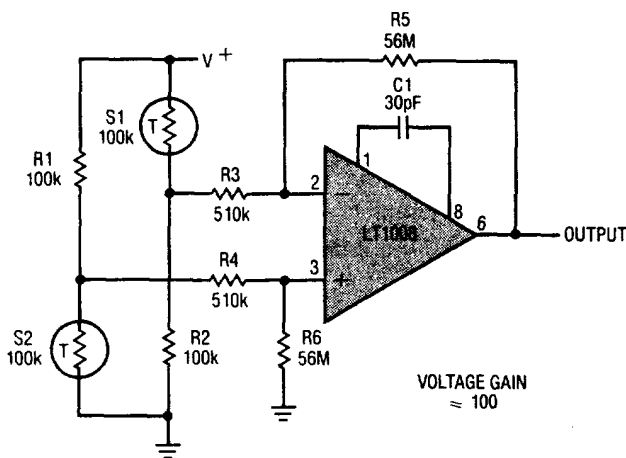 R5
56M
C1
30pF
V+
S1
100k
T
R1
100k
R3
510k
2
−
1
8
6
OUTPUT
LT1008
R4
510k
3
+
S2
100k
T
R2
100k
R6
56M
VOLTAGE GAIN
≈ 100